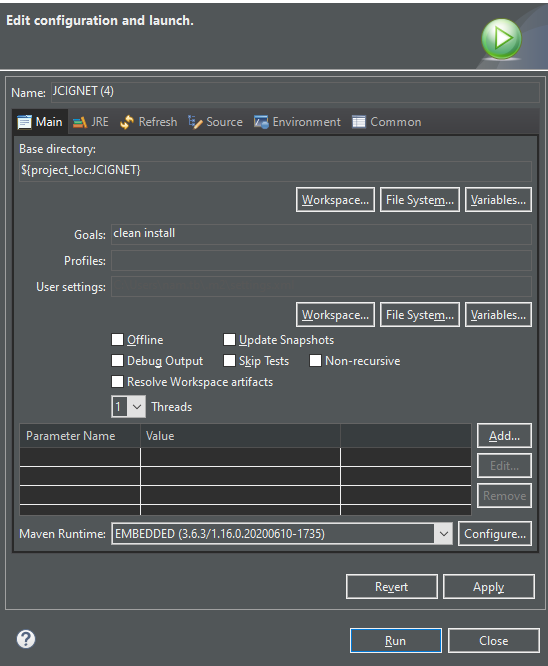 Edit configuration and launch.
Name: JCIGNET (4)
Main JRE Refresh Source Environment Common
Base directory:
${project_loc:JCIGNET}
Workspace... File System... Variables...
Goals: clean install
Profiles:
User settings:
Workspace... File System... Variables...
Offline Update Snapshots
Debug Output Skip Tests Non-recursive
Resolve Workspace artifacts
1 Threads
Parameter Name Value Add...
Edit...
Remove
Maven Runtime: EMBEDDED (3.6.3/1.16.0.20200610-1735) Configure...
Revert Apply
? Run Close